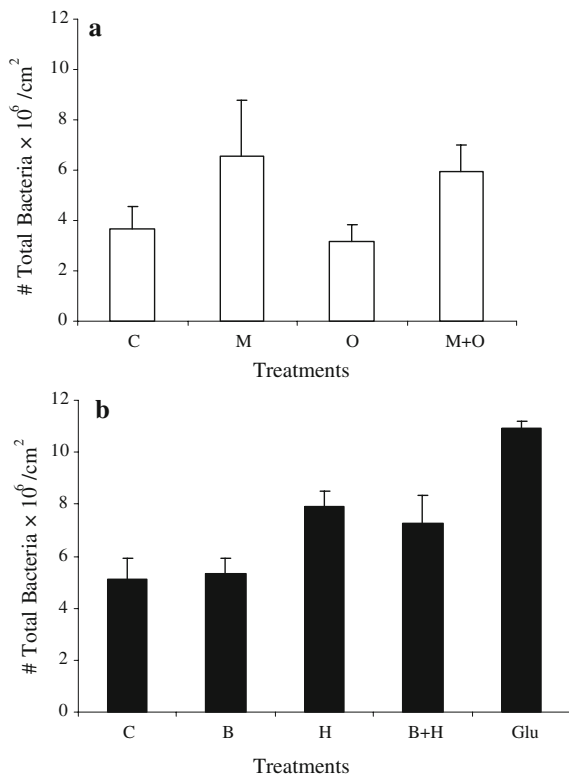 a
# Total Bacteria × 10⁶ /cm²
12
10
8
6
4
2
0
C M O M+O
Treatments
b
# Total Bacteria × 10⁶ /cm²
12
10
8
6
4
2
0
C B H B+H Glu
Treatments